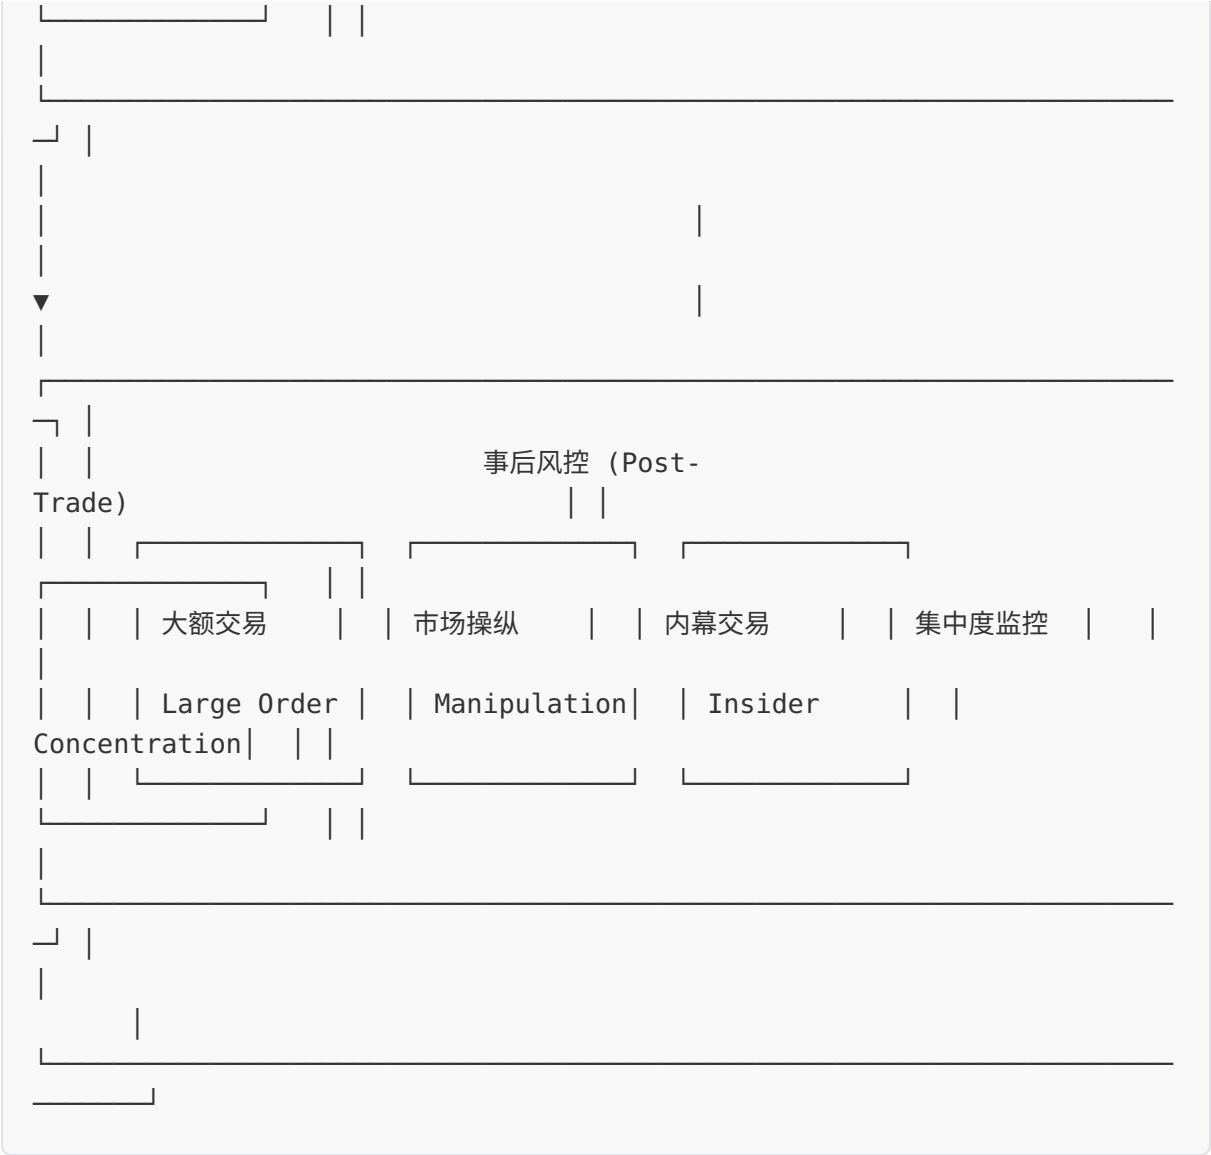 事后风控 (Post-
Trade)
大额交易 市场操纵 内幕交易 集中度监控
Large Order Manipulation Insider
Concentration